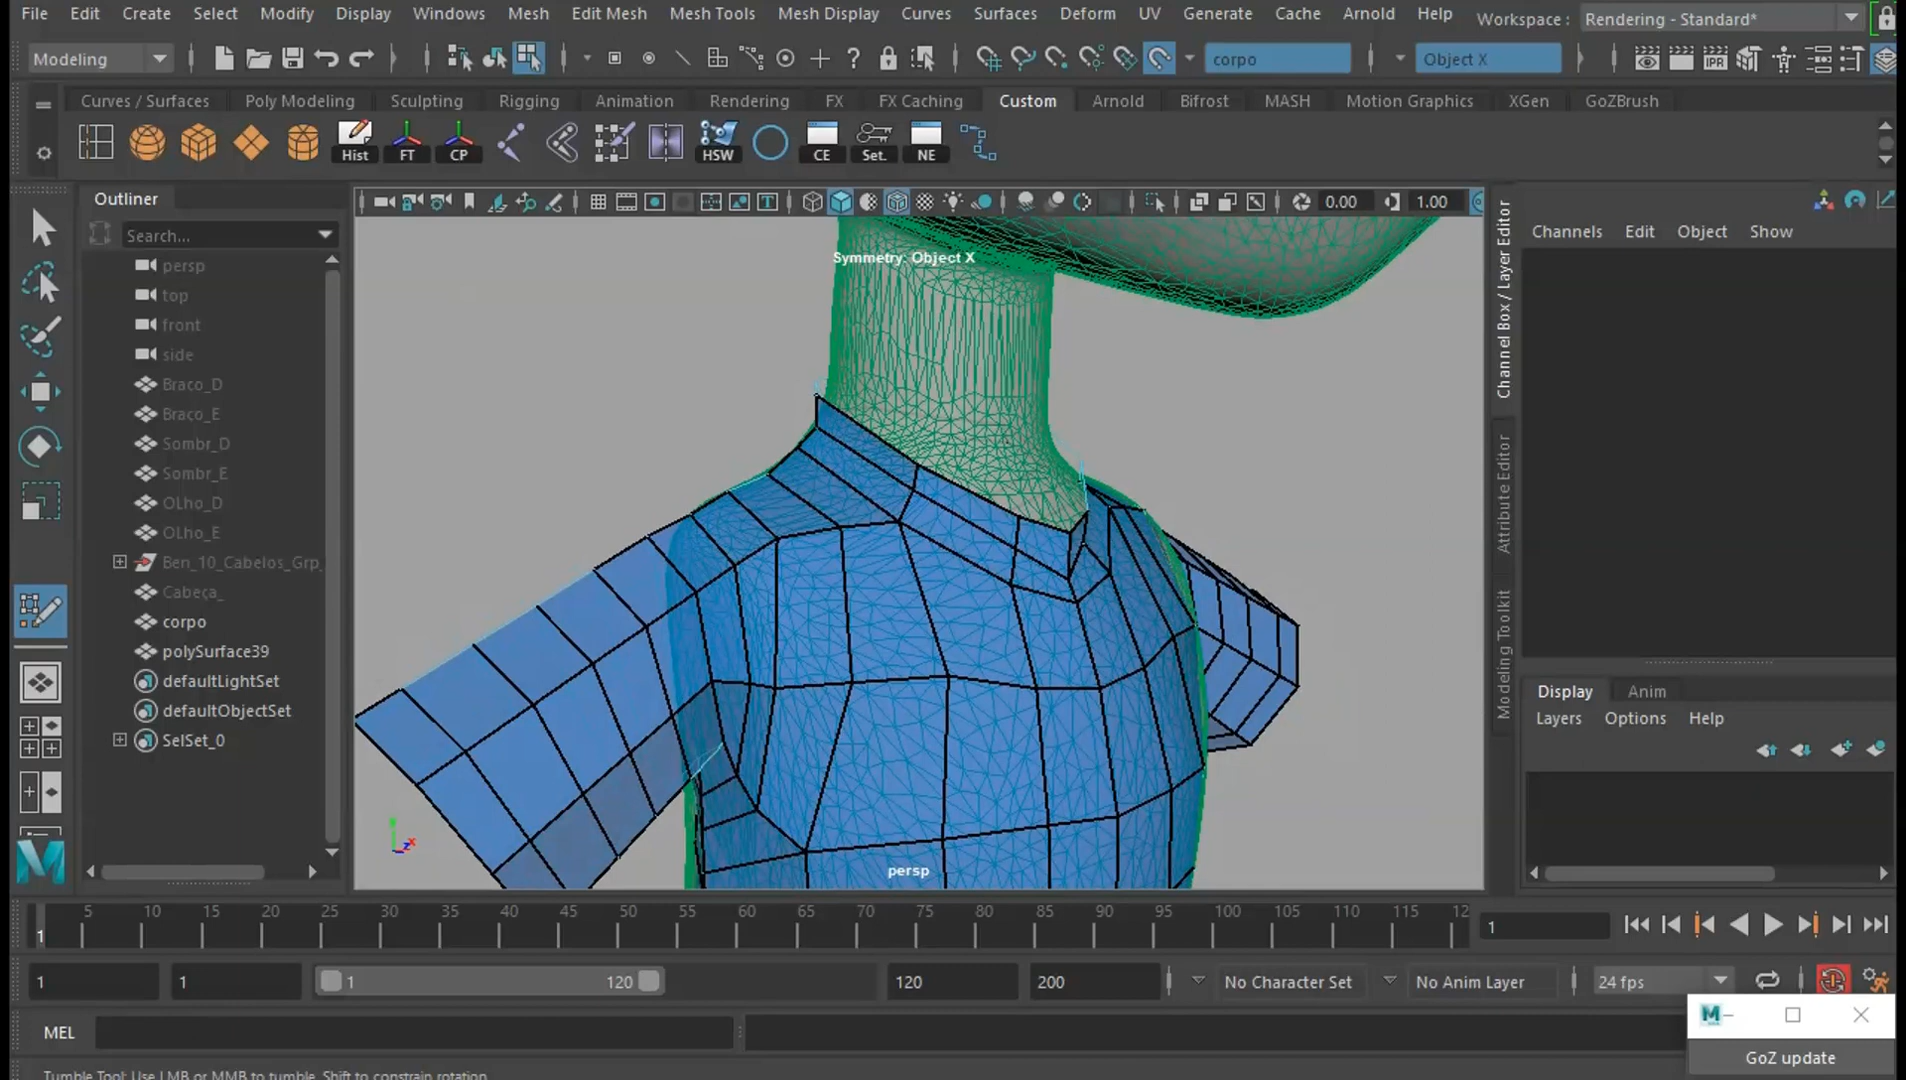 File Edit Create Select Modify Display Windows Mesh Edit Mesh Mesh Tools Mesh Display Curves Surfaces Deform UV Generate Cache Arnold Help Workspace : Rendering - Standard*
Modeling corpo Object X
IPR
Curves / Surfaces Poly Modeling Sculpting Rigging Animation Rendering FX FX Caching Custom Arnold Bifrost MASH Motion Graphics XGen GoZBrush
Hist FT CP HSW CE Set. NE
Outliner
0.00 1.00
Search...
Channels Edit Object Show
Symmetry: Object X
persp
top
front
side
Braco_D
Braco_E
Sombr_D
Sombr_E
OLho_D
OLho_E
Ben_10_Cabelos_Grp_
Cabeça_
corpo
polySurface39
defaultLightSet
defaultObjectSet
SelSet_0
y
z x
persp
Channel Box / Layer Editor
Attribute Editor
Modeling Toolkit
Display Anim
Layers Options Help
5 10 15 20 25 30 35 40 45 50 55 60 65 70 75 80 85 90 95 100 105 110 115 12
1
1
1 1 1 120 120 200 No Character Set No Anim Layer 24 fps
MEL
GoZ update
Tumble Tool: Use LMB or MMB to tumble. Shift to constrain rotation.